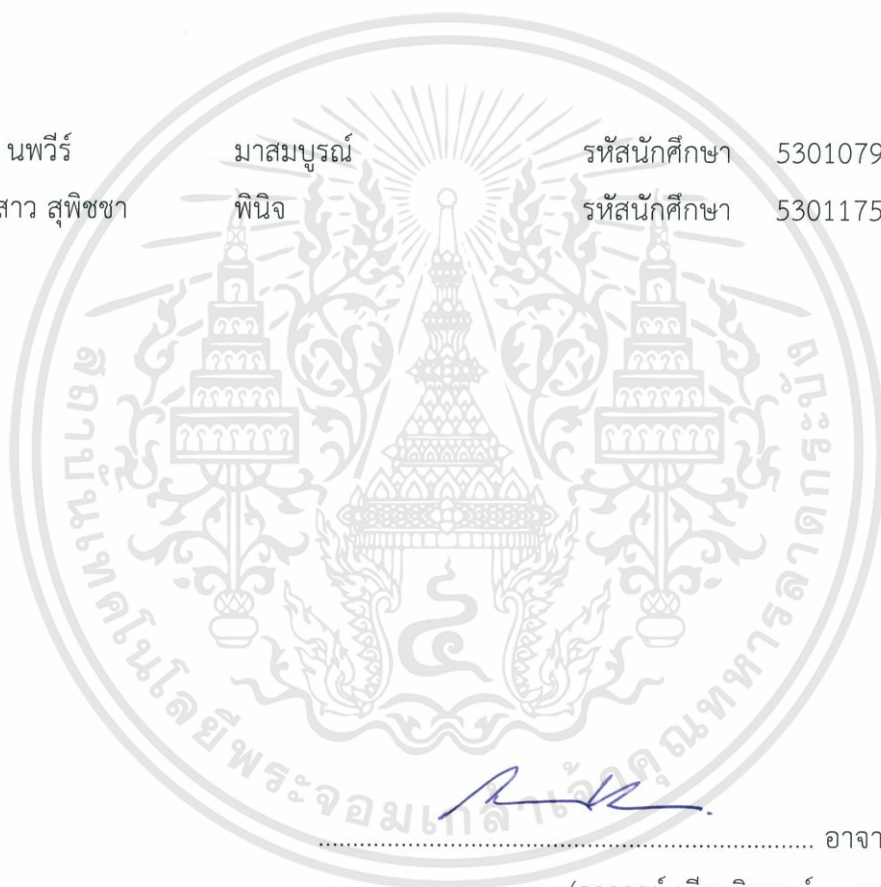 นพวีร์ มาสมบูรณ์ รหัสนักศึกษา 5301079
สาว สุพิชชา พินิจ รหัสนักศึกษา 5301175
สถาบันเทคโนโลยีพระจอมเกล้าเจ้าคุณทหารลาดกระบัง
๔
อาจา